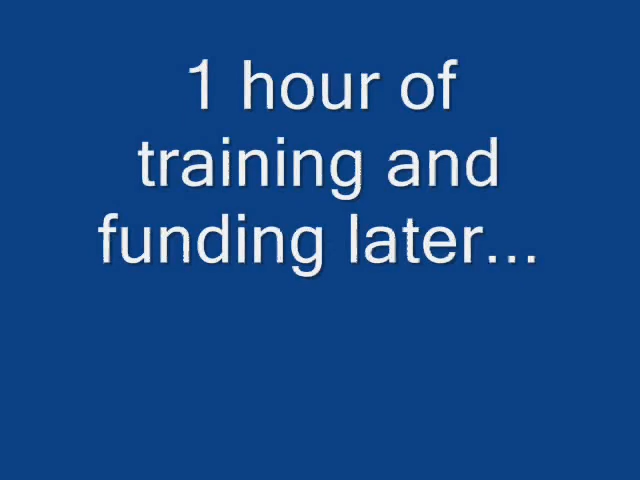 1 hour of
training and
funding later...